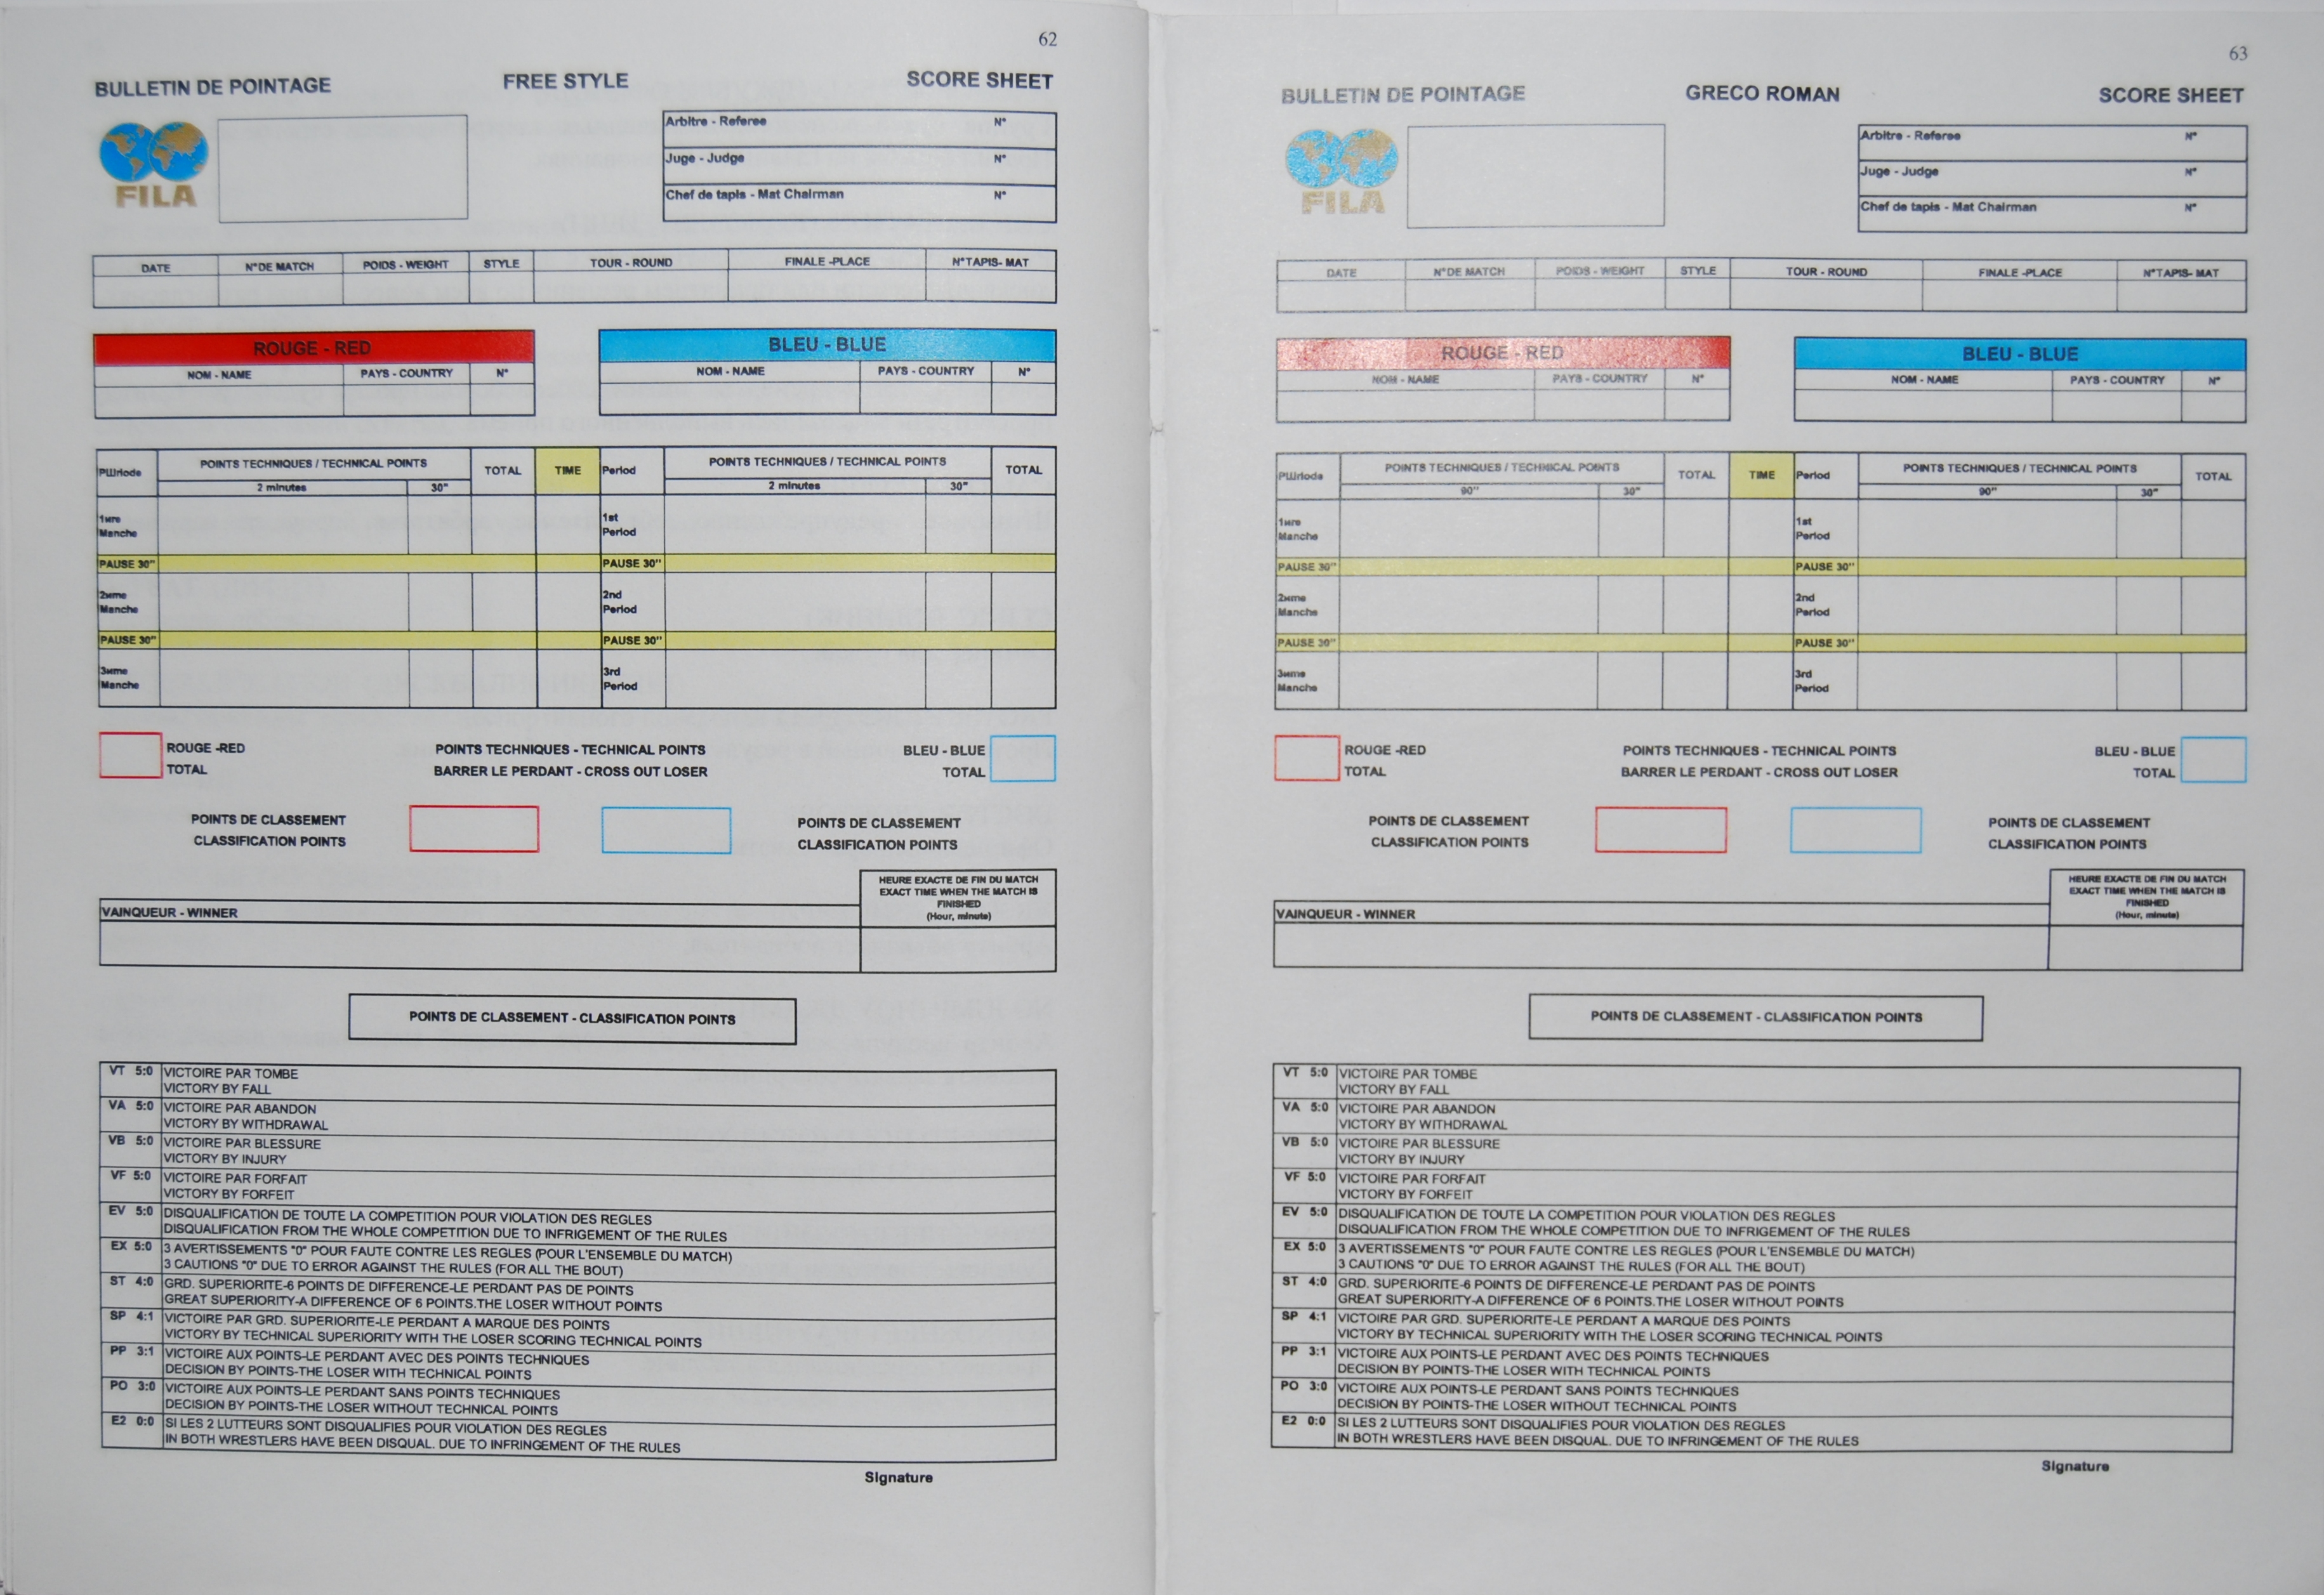 62
BULLETIN DE POINTAGE FREE STYLE SCORE SHEET
FILA
Arbitre - Referee N°
Juge - Judge N°
Chef de tapis - Mat Chairman N°
DATE N°DE MATCH POIDS - WEIGHT STYLE TOUR - ROUND FINALE -PLACE N°TAPIS- MAT
ROUGE - RED BLEU - BLUE
NOM - NAME PAYS - COUNTRY N° NOM - NAME PAYS - COUNTRY N°
PШriode POINTS TECHNIQUES / TECHNICAL POINTS TOTAL TIME Period POINTS TECHNIQUES / TECHNICAL POINTS TOTAL
2 minutes 30" 2 minutes 30"
1иre 1st
Manche Period
PAUSE 30" PAUSE 30"
2иme 2nd
Manche Period
PAUSE 30" PAUSE 30"
3иme 3rd
Manche Period
ROUGE -RED POINTS TECHNIQUES - TECHNICAL POINTS BLEU - BLUE
TOTAL BARRER LE PERDANT - CROSS OUT LOSER TOTAL
POINTS DE CLASSEMENT POINTS DE CLASSEMENT
CLASSIFICATION POINTS CLASSIFICATION POINTS
HEURE EXACTE DE FIN DU MATCH
EXACT TIME WHEN THE MATCH IS
FINISHED
(Hour, minute)
VAINQUEUR - WINNER
POINTS DE CLASSEMENT - CLASSIFICATION POINTS
VT 5:0 VICTOIRE PAR TOMBE
VICTORY BY FALL
VA 5:0 VICTOIRE PAR ABANDON
VICTORY BY WITHDRAWAL
VB 5:0 VICTOIRE PAR BLESSURE
VICTORY BY INJURY
VF 5:0 VICTOIRE PAR FORFAIT
VICTORY BY FORFEIT
EV 5:0 DISQUALIFICATION DE TOUTE LA COMPETITION POUR VIOLATION DES REGLES
DISQUALIFICATION FROM THE WHOLE COMPETITION DUE TO INFRIGEMENT OF THE RULES
EX 5:0 3 AVERTISSEMENTS "0" POUR FAUTE CONTRE LES REGLES (POUR L'ENSEMBLE DU MATCH)
3 CAUTIONS "0" DUE TO ERROR AGAINST THE RULES (FOR ALL THE BOUT)
ST 4:0 GRD. SUPERIORITE-6 POINTS DE DIFFERENCE-LE PERDANT PAS DE POINTS
GREAT SUPERIORITY-A DIFFERENCE OF 6 POINTS.THE LOSER WITHOUT POINTS
SP 4:1 VICTOIRE PAR GRD. SUPERIORITE-LE PERDANT A MARQUE DES POINTS
VICTORY BY TECHNICAL SUPERIORITY WITH THE LOSER SCORING TECHNICAL POINTS
PP 3:1 VICTOIRE AUX POINTS-LE PERDANT AVEC DES POINTS TECHNIQUES
DECISION BY POINTS-THE LOSER WITH TECHNICAL POINTS
PO 3:0 VICTOIRE AUX POINTS-LE PERDANT SANS POINTS TECHNIQUES
DECISION BY POINTS-THE LOSER WITHOUT TECHNICAL POINTS
E2 0:0 SI LES 2 LUTTEURS SONT DISQUALIFIES POUR VIOLATION DES REGLES
IN BOTH WRESTLERS HAVE BEEN DISQUAL. DUE TO INFRINGEMENT OF THE RULES
Signature
63
BULLETIN DE POINTAGE GRECO ROMAN SCORE SHEET
FILA
Arbitre - Referee N°
Juge - Judge N°
Chef de tapis - Mat Chairman N°
DATE N°DE MATCH POIDS - WEIGHT STYLE TOUR - ROUND FINALE -PLACE N°TAPIS- MAT
ROUGE - RED BLEU - BLUE
NOM - NAME PAYS - COUNTRY N° NOM - NAME PAYS - COUNTRY N°
PШriode POINTS TECHNIQUES / TECHNICAL POINTS TOTAL TIME Period POINTS TECHNIQUES / TECHNICAL POINTS TOTAL
90" 30" 90" 30"
1иre 1st
Manche Period
PAUSE 30" PAUSE 30"
2иme 2nd
Manche Period
PAUSE 30" PAUSE 30"
3иme 3rd
Manche Period
ROUGE -RED POINTS TECHNIQUES - TECHNICAL POINTS BLEU - BLUE
TOTAL BARRER LE PERDANT - CROSS OUT LOSER TOTAL
POINTS DE CLASSEMENT POINTS DE CLASSEMENT
CLASSIFICATION POINTS CLASSIFICATION POINTS
HEURE EXACTE DE FIN DU MATCH
EXACT TIME WHEN THE MATCH IS
FINISHED
(Hour, minute)
VAINQUEUR - WINNER
POINTS DE CLASSEMENT - CLASSIFICATION POINTS
VT 5:0 VICTOIRE PAR TOMBE
VICTORY BY FALL
VA 5:0 VICTOIRE PAR ABANDON
VICTORY BY WITHDRAWAL
VB 5:0 VICTOIRE PAR BLESSURE
VICTORY BY INJURY
VF 5:0 VICTOIRE PAR FORFAIT
VICTORY BY FORFEIT
EV 5:0 DISQUALIFICATION DE TOUTE LA COMPETITION POUR VIOLATION DES REGLES
DISQUALIFICATION FROM THE WHOLE COMPETITION DUE TO INFRIGEMENT OF THE RULES
EX 5:0 3 AVERTISSEMENTS "0" POUR FAUTE CONTRE LES REGLES (POUR L'ENSEMBLE DU MATCH)
3 CAUTIONS "0" DUE TO ERROR AGAINST THE RULES (FOR ALL THE BOUT)
ST 4:0 GRD. SUPERIORITE-6 POINTS DE DIFFERENCE-LE PERDANT PAS DE POINTS
GREAT SUPERIORITY-A DIFFERENCE OF 6 POINTS.THE LOSER WITHOUT POINTS
SP 4:1 VICTOIRE PAR GRD. SUPERIORITE-LE PERDANT A MARQUE DES POINTS
VICTORY BY TECHNICAL SUPERIORITY WITH THE LOSER SCORING TECHNICAL POINTS
PP 3:1 VICTOIRE AUX POINTS-LE PERDANT AVEC DES POINTS TECHNIQUES
DECISION BY POINTS-THE LOSER WITH TECHNICAL POINTS
PO 3:0 VICTOIRE AUX POINTS-LE PERDANT SANS POINTS TECHNIQUES
DECISION BY POINTS-THE LOSER WITHOUT TECHNICAL POINTS
E2 0:0 SI LES 2 LUTTEURS SONT DISQUALIFIES POUR VIOLATION DES REGLES
IN BOTH WRESTLERS HAVE BEEN DISQUAL. DUE TO INFRINGEMENT OF THE RULES
Signature